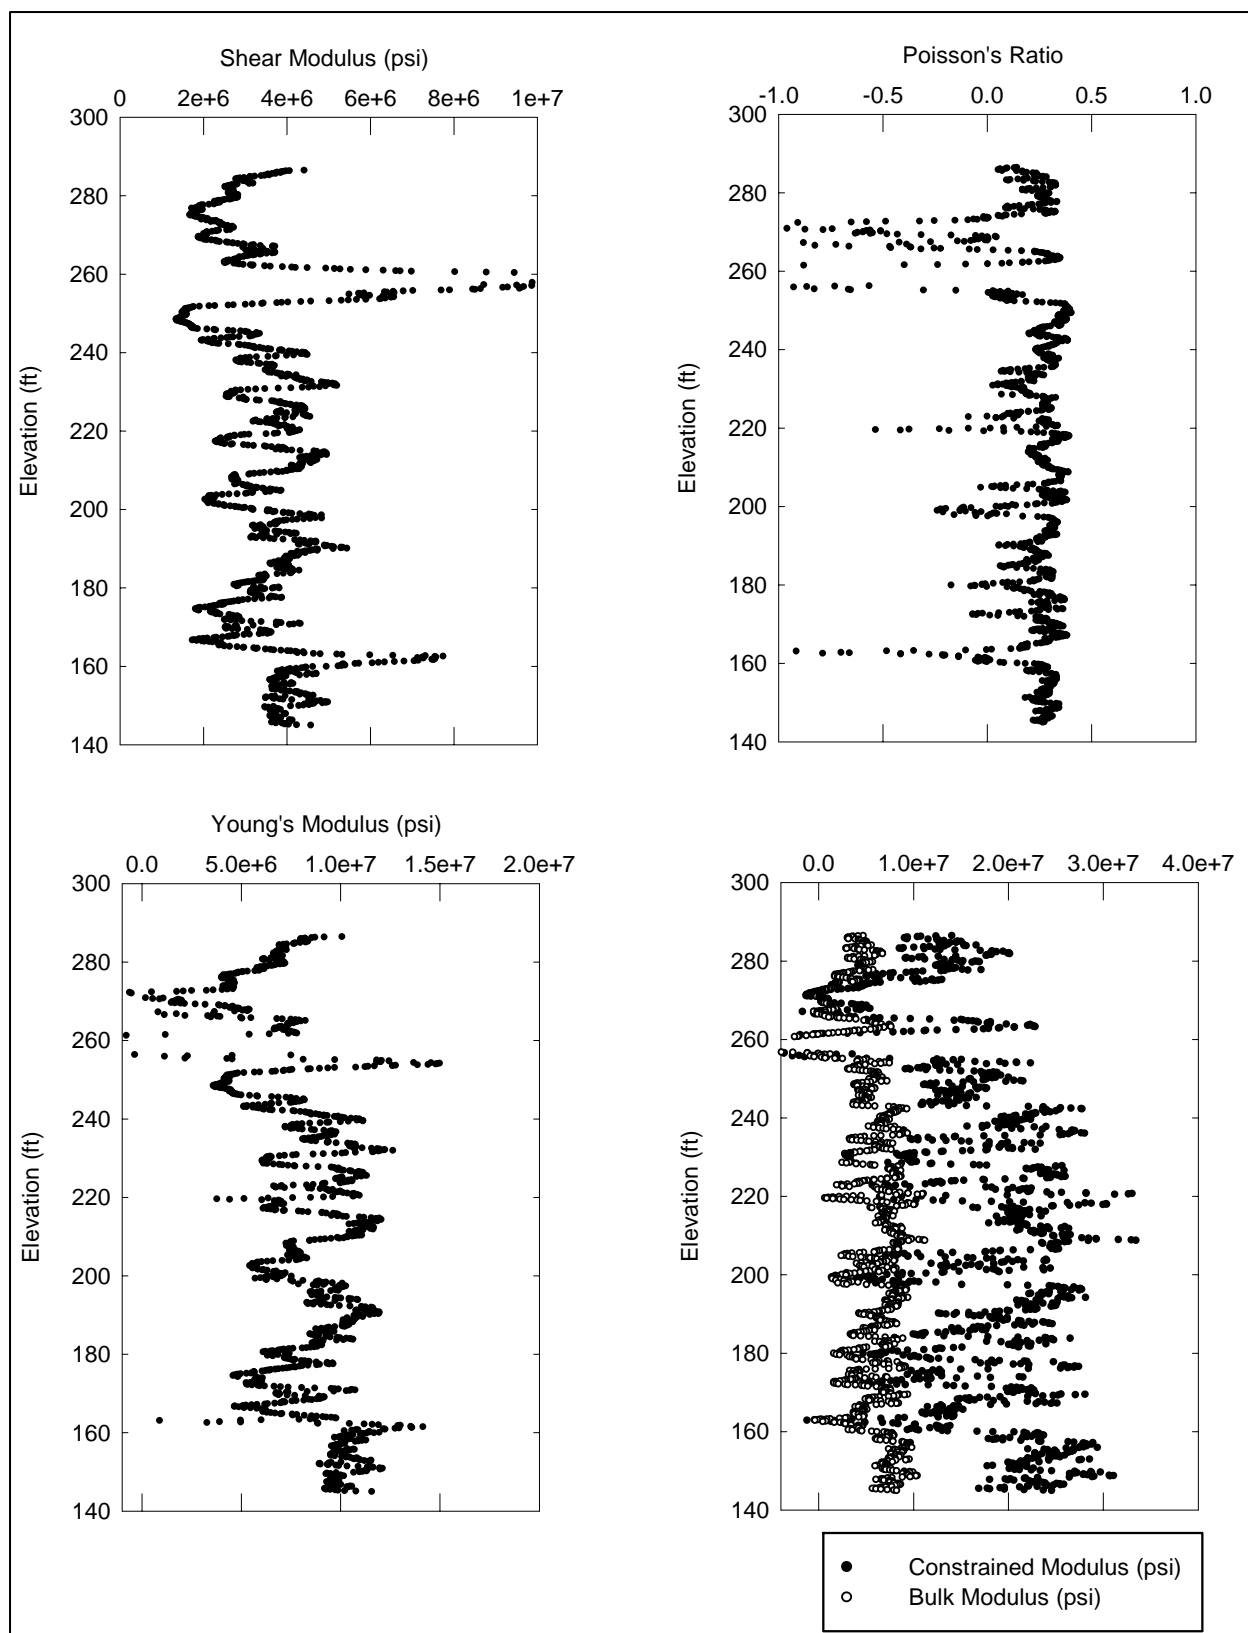 Shear Modulus (psi)
0 2e+6 4e+6 6e+6 8e+6 1e+7
300
280
260
240
220
200
180
160
140
Elevation (ft)
Poisson's Ratio
-1.0 -0.5 0.0 0.5 1.0
300
280
260
240
220
200
180
160
140
Elevation (ft)
Young's Modulus (psi)
0.0 5.0e+6 1.0e+7 1.5e+7 2.0e+7
300
280
260
240
220
200
180
160
140
Elevation (ft)
0.0 1.0e+7 2.0e+7 3.0e+7 4.0e+7
300
280
260
240
220
200
180
160
140
Elevation (ft)
Constrained Modulus (psi)
Bulk Modulus (psi)